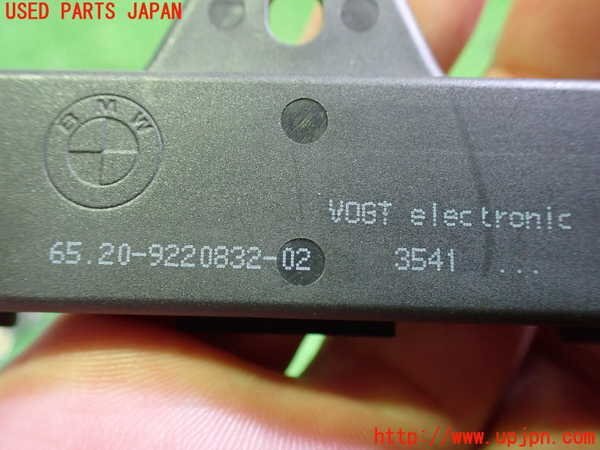 USED PARTS JAPAN
BMW
VOGT electronic
65.20-9220832-02
3541 ...
http://www.upjpn.com